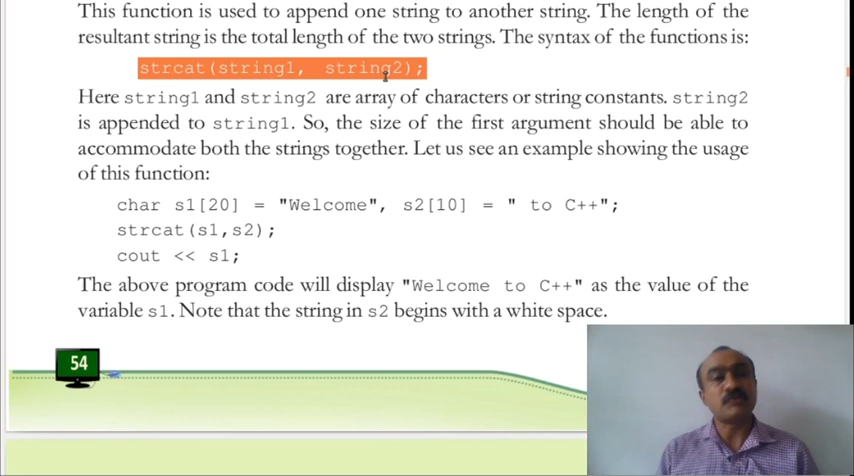 This function is used to append one string to another string. The length of the
resultant string is the total length of the two strings. The syntax of the functions is:
strcat(string1, string2);
Here string1 and string2 are array of characters or string constants. string2
is appended to string1. So, the size of the first argument should be able to
accommodate both the strings together. Let us see an example showing the usage
of this function:
char s1[20] = "Welcome", s2[10] = " to C++";
strcat(s1,s2);
cout << s1;
The above program code will display "Welcome to C++" as the value of the
variable s1. Note that the string in s2 begins with a white space.
54